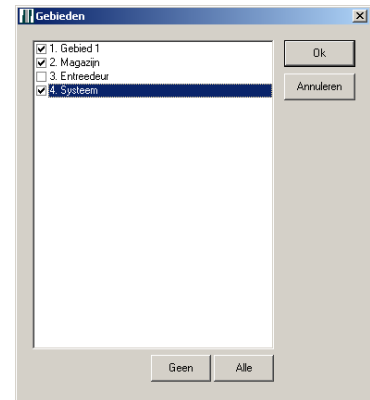 Gebieden
1. Gebied 1
2. Magazijn
3. Entreedeur
4. Systeem
Ok
Annuleren
Geen
Alle